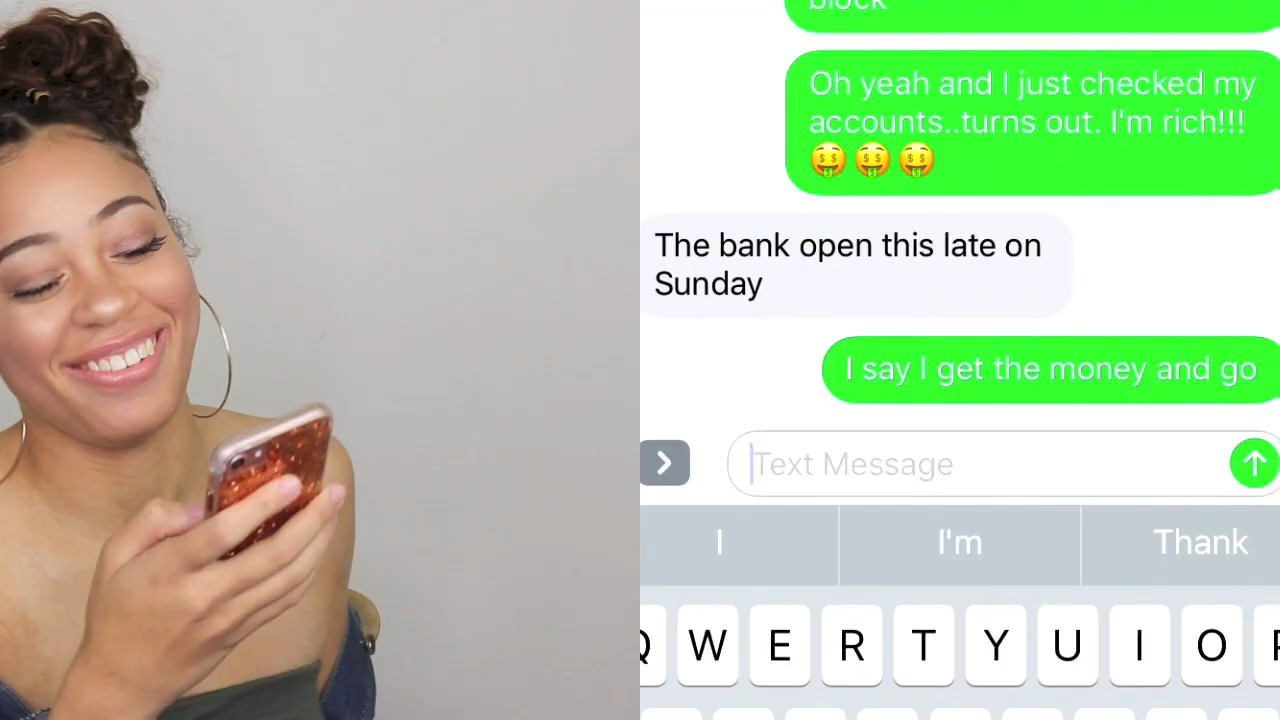 block
Oh yeah and I just checked my
accounts..turns out. I'm rich!!!
🤑 🤑 🤑
The bank open this late on
Sunday
I say I get the money and go
Text Message
I I'm Thank
Q W E R T Y U I O P